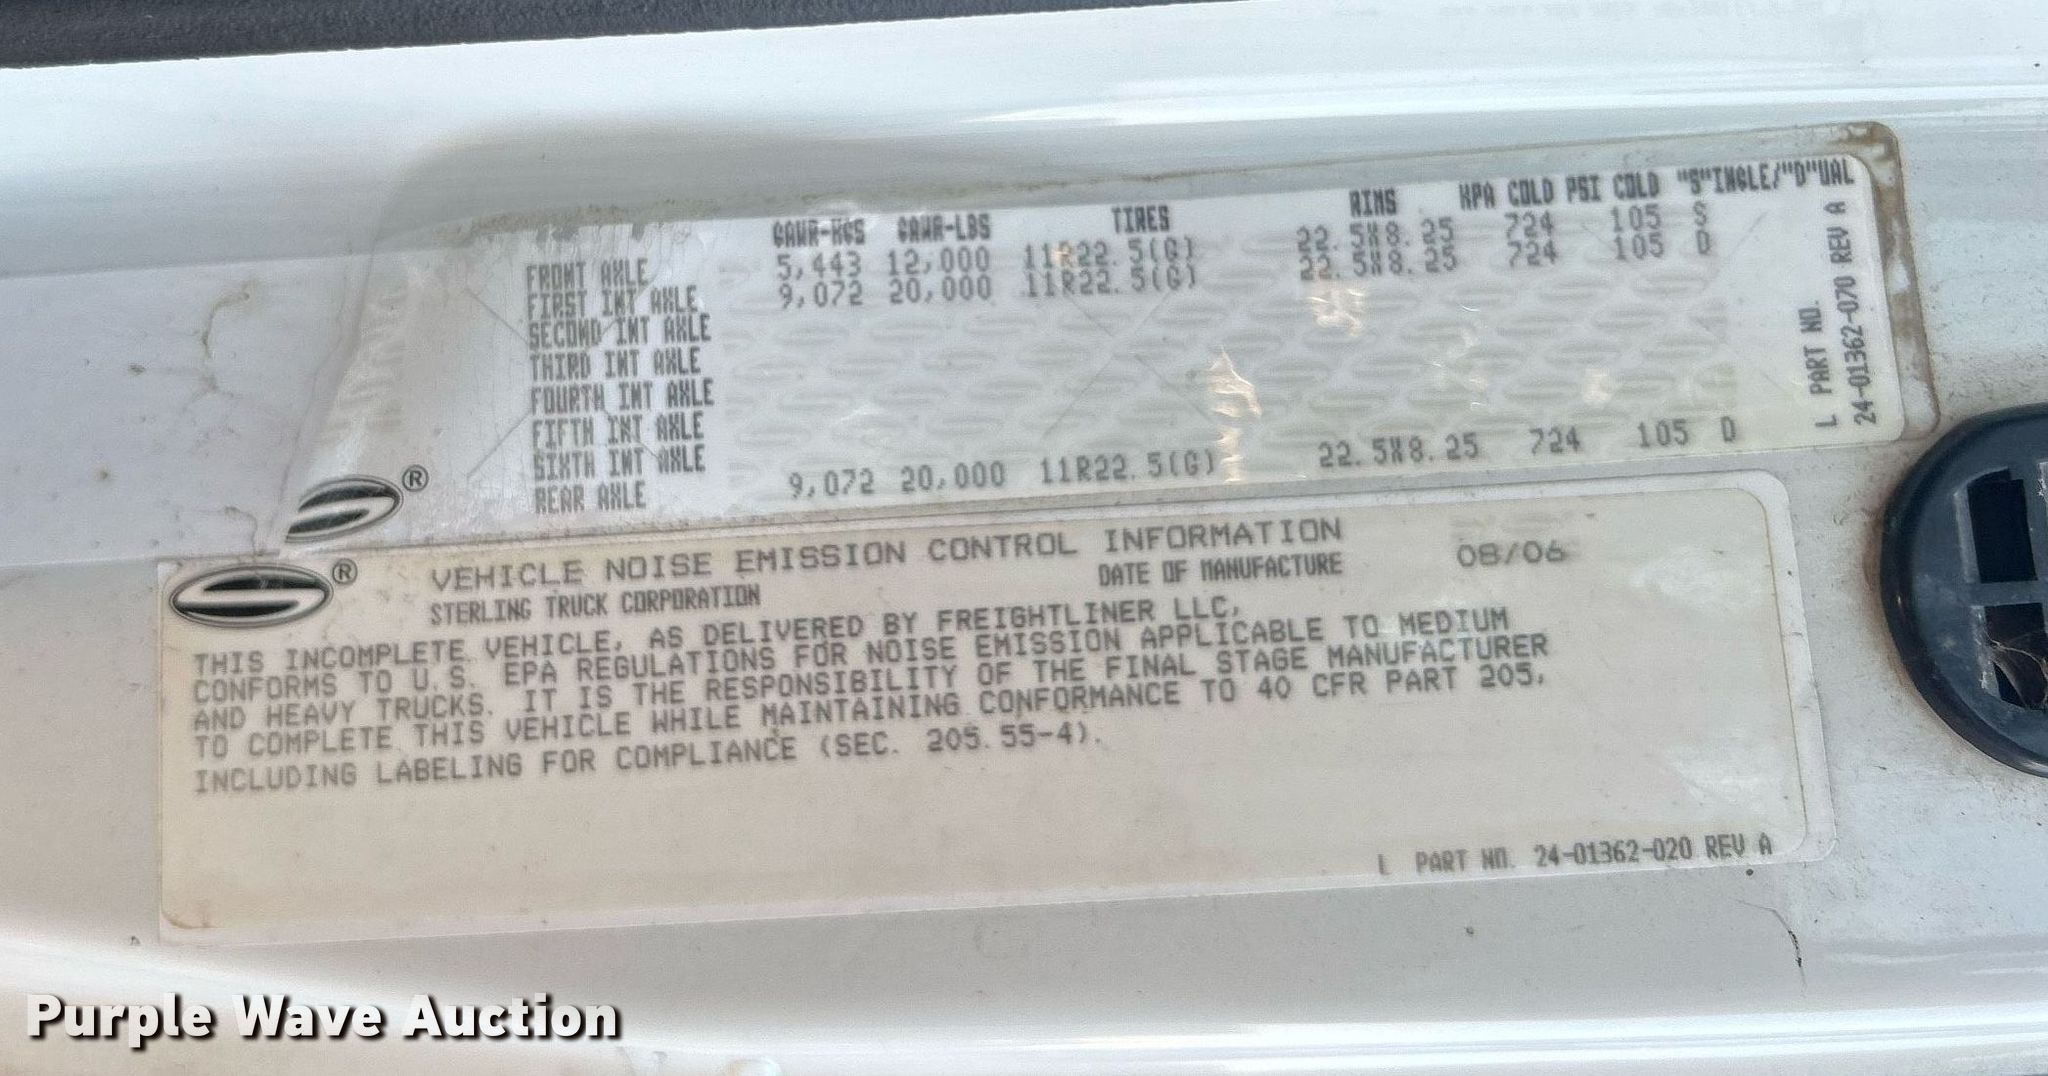 GAWR-KGS GAWR-LBS TIRES RIMS KPA COLD PSI COLD "S"INGLE/"D"UAL
FRONT AXLE 5,443 12,000 11R22.5(G) 22.5X8.25 724 105 S
FIRST INT AXLE 9,072 20,000 11R22.5(G) 22.5X8.25 724 105 D
SECOND INT AXLE
THIRD INT AXLE
FOURTH INT AXLE
FIFTH INT AXLE
SIXTH INT AXLE
REAR AXLE 9,072 20,000 11R22.5(G) 22.5X8.25 724 105 D
L PART NO.
24-01362-070 REV A
®
® VEHICLE NOISE EMISSION CONTROL INFORMATION
STERLING TRUCK CORPORATION DATE OF MANUFACTURE 08/06
THIS INCOMPLETE VEHICLE, AS DELIVERED BY FREIGHTLINER LLC,
CONFORMS TO U.S. EPA REGULATIONS FOR NOISE EMISSION APPLICABLE TO MEDIUM
AND HEAVY TRUCKS. IT IS THE RESPONSIBILITY OF THE FINAL STAGE MANUFACTURER
TO COMPLETE THIS VEHICLE WHILE MAINTAINING CONFORMANCE TO 40 CFR PART 205,
INCLUDING LABELING FOR COMPLIANCE (SEC. 205.55-4).
L PART NO. 24-01362-020 REV A
Purple Wave Auction